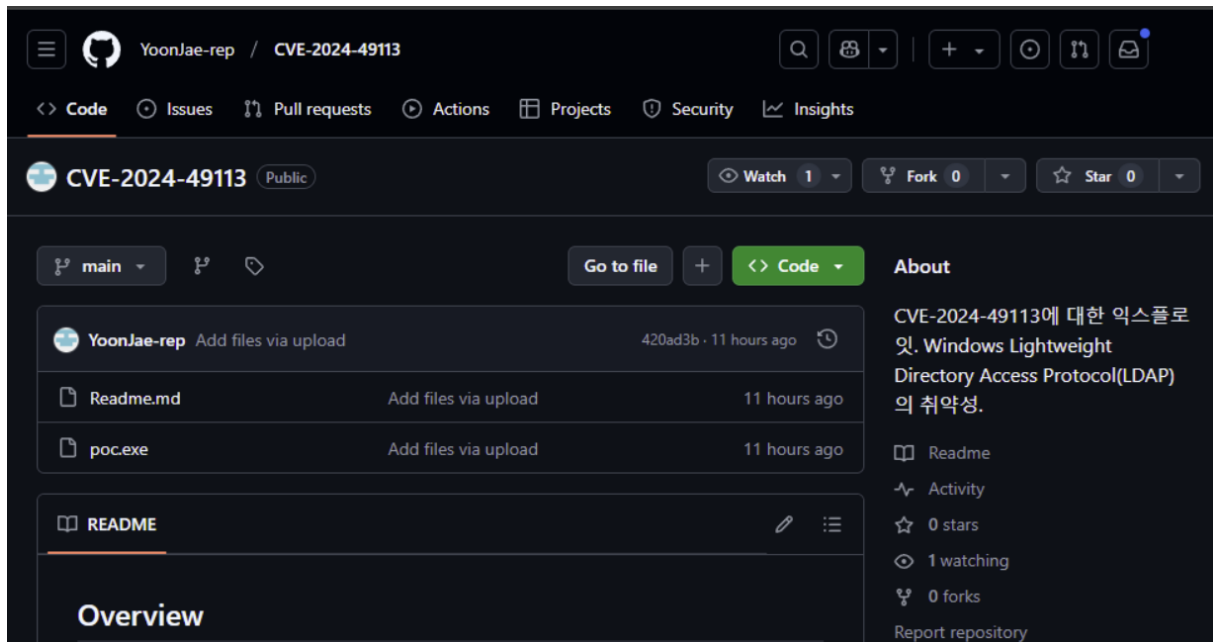 YoonJae-rep / CVE-2024-49113
Code Issues Pull requests Actions Projects Security Insights
CVE-2024-49113 Public
Watch 1 Fork 0 Star 0
main Go to file Code
YoonJae-rep Add files via upload 420ad3b · 11 hours ago
Readme.md Add files via upload 11 hours ago
poc.exe Add files via upload 11 hours ago
README
Overview
About
CVE-2024-49113에 대한 익스플로
잇. Windows Lightweight
Directory Access Protocol(LDAP)
의 취약성.
Readme
Activity
0 stars
1 watching
0 forks
Report repository